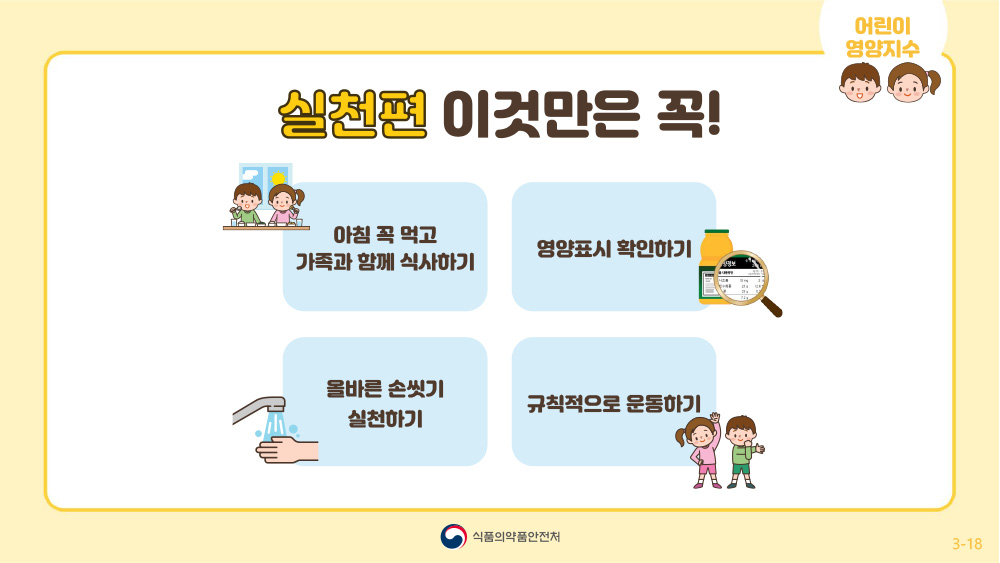 어린이
영양지수
실천편 이것만은 꼭!
아침 꼭 먹고
가족과 함께 식사하기
영양표시 확인하기
올바른 손씻기
실천하기
규칙적으로 운동하기
식품의약품안전처
3-18